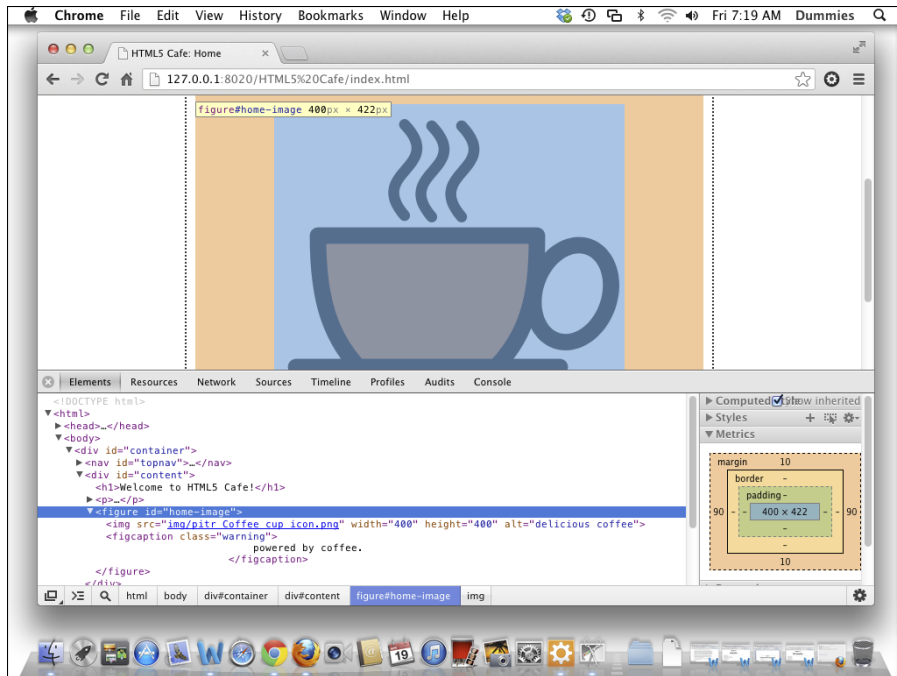 Chrome File Edit View History Bookmarks Window Help Fri 7:19 AM Dummies
HTML5 Cafe: Home
127.0.0.1:8020/HTML5%20Cafe/index.html
figure#home-image 400px × 422px
Elements Resources Network Sources Timeline Profiles Audits Console
<!DOCTYPE html>
▼<html>
▶<head>…</head>
▼<body>
▼<div id="container">
▶<nav id="topnav">…</nav>
▼<div id="content">
<h1>Welcome to HTML5 Cafe!</h1>
▶<p>…</p>
▼<figure id="home-image">
<img src="img/pitr Coffee cup icon.png" width="400" height="400" alt="delicious coffee">
<figcaption class="warning">
powered by coffee.
</figcaption>
</figure>
</div>
▶ Computed Style Show inherited
▶ Styles
▼ Metrics
margin 10
border –
padding –
90 – – 400 × 422 – – 90
–
–
10
html body div#container div#content figure#home-image img
19